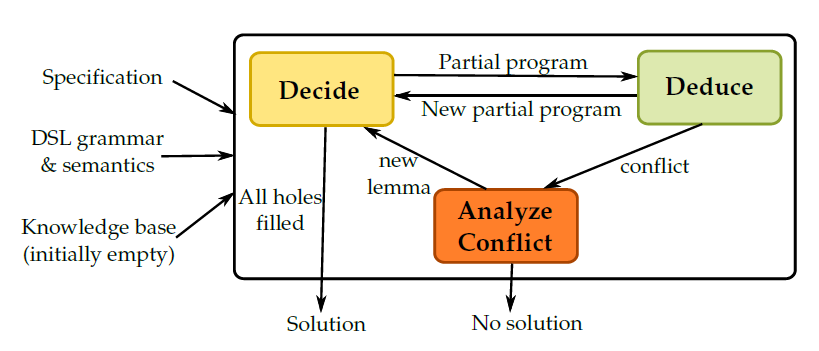 Specification
DSL grammar
& semantics
Knowledge base
(initially empty)
Decide
Partial program
New partial program
Deduce
new
lemma
conflict
All holes
filled
Analyze
Conflict
Solution
No solution